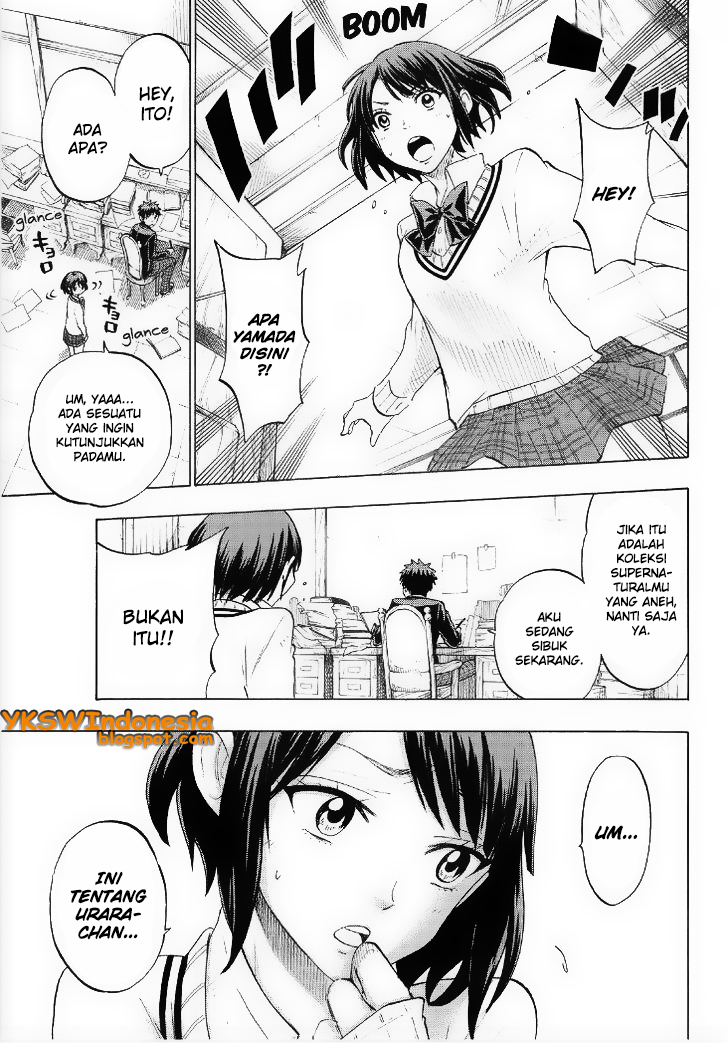 BOOM
HEY!
APA
YAMADA
DISINI
?!
HEY,
ITO!
ADA
APA?
glance
キョロ
キョロ
glance
UM, YAAA...
ADA SESUATU
YANG INGIN
KUTUNJUKKAN
PADAMU.
JIKA ITU
ADALAH
KOLEKSI
SUPERNA-
TURALMU
YANG ANEH,
NANTI SAJA
YA.
AKU
SEDANG
SIBUK
SEKARANG.
BUKAN
ITU!!
YKSWIndonesia
blogspot.com
UM...
INI
TENTANG
URARA-
CHAN...